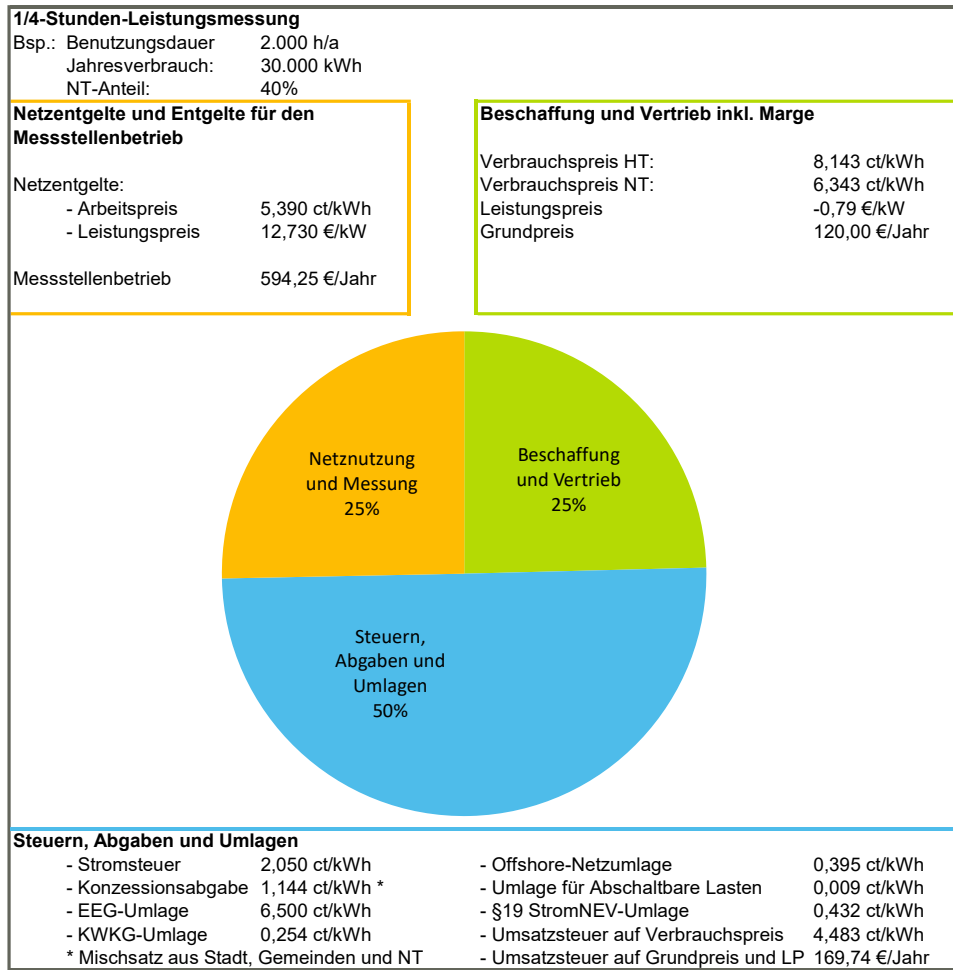 1/4-Stunden-Leistungsmessung
Bsp.: Benutzungsdauer 2.000 h/a
Jahresverbrauch: 30.000 kWh
NT-Anteil: 40%
Netzentgelte und Entgelte für den
Messstellenbetrieb
Netzentgelte:
- Arbeitspreis 5,390 ct/kWh
- Leistungspreis 12,730 €/kW
Messstellenbetrieb 594,25 €/Jahr
Beschaffung und Vertrieb inkl. Marge
Verbrauchspreis HT: 8,143 ct/kWh
Verbrauchspreis NT: 6,343 ct/kWh
Leistungspreis -0,79 €/kW
Grundpreis 120,00 €/Jahr
Netznutzung
und Messung
25%
Beschaffung
und Vertrieb
25%
Steuern,
Abgaben und
Umlagen
50%
Steuern, Abgaben und Umlagen
- Stromsteuer 2,050 ct/kWh
- Konzessionsabgabe 1,144 ct/kWh *
- EEG-Umlage 6,500 ct/kWh
- KWKG-Umlage 0,254 ct/kWh
* Mischsatz aus Stadt, Gemeinden und NT
- Offshore-Netzumlage 0,395 ct/kWh
- Umlage für Abschaltbare Lasten 0,009 ct/kWh
- §19 StromNEV-Umlage 0,432 ct/kWh
- Umsatzsteuer auf Verbrauchspreis 4,483 ct/kWh
- Umsatzsteuer auf Grundpreis und LP 169,74 €/Jahr